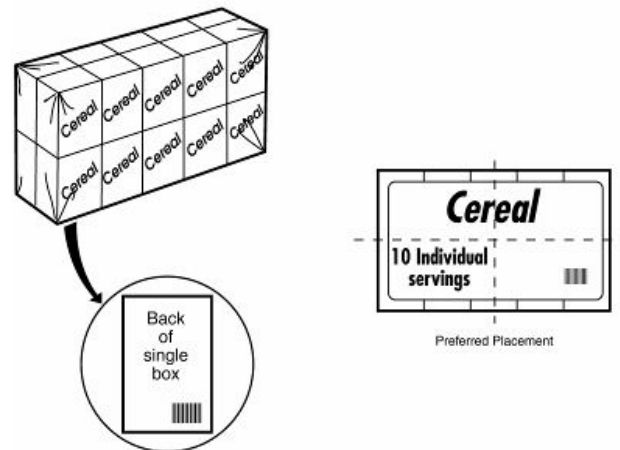 Cereal Cereal Cereal Cereal Cereal
Cereal Cereal Cereal Cereal Cereal
Back
of
single
box
Cereal
10 Individual
servings
Preferred Placement